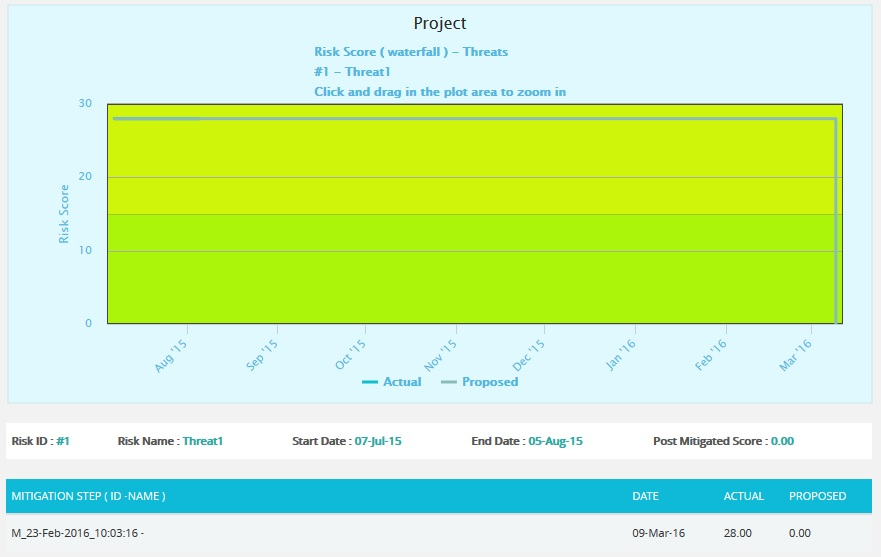 Project
Risk Score ( waterfall ) – Threats
#1 – Threat1
Click and drag in the plot area to zoom in
30
20
10
0
Risk Score
Aug '15
Sep '15
Oct '15
Nov '15
Dec '15
Jan '16
Feb '16
Mar '16
Actual Proposed
Risk ID : #1 Risk Name : Threat1 Start Date : 07-Jul-15 End Date : 05-Aug-15 Post Mitigated Score : 0.00
MITIGATION STEP ( ID -NAME ) DATE ACTUAL PROPOSED
M_23-Feb-2016_10:03:16 - 09-Mar-16 28.00 0.00